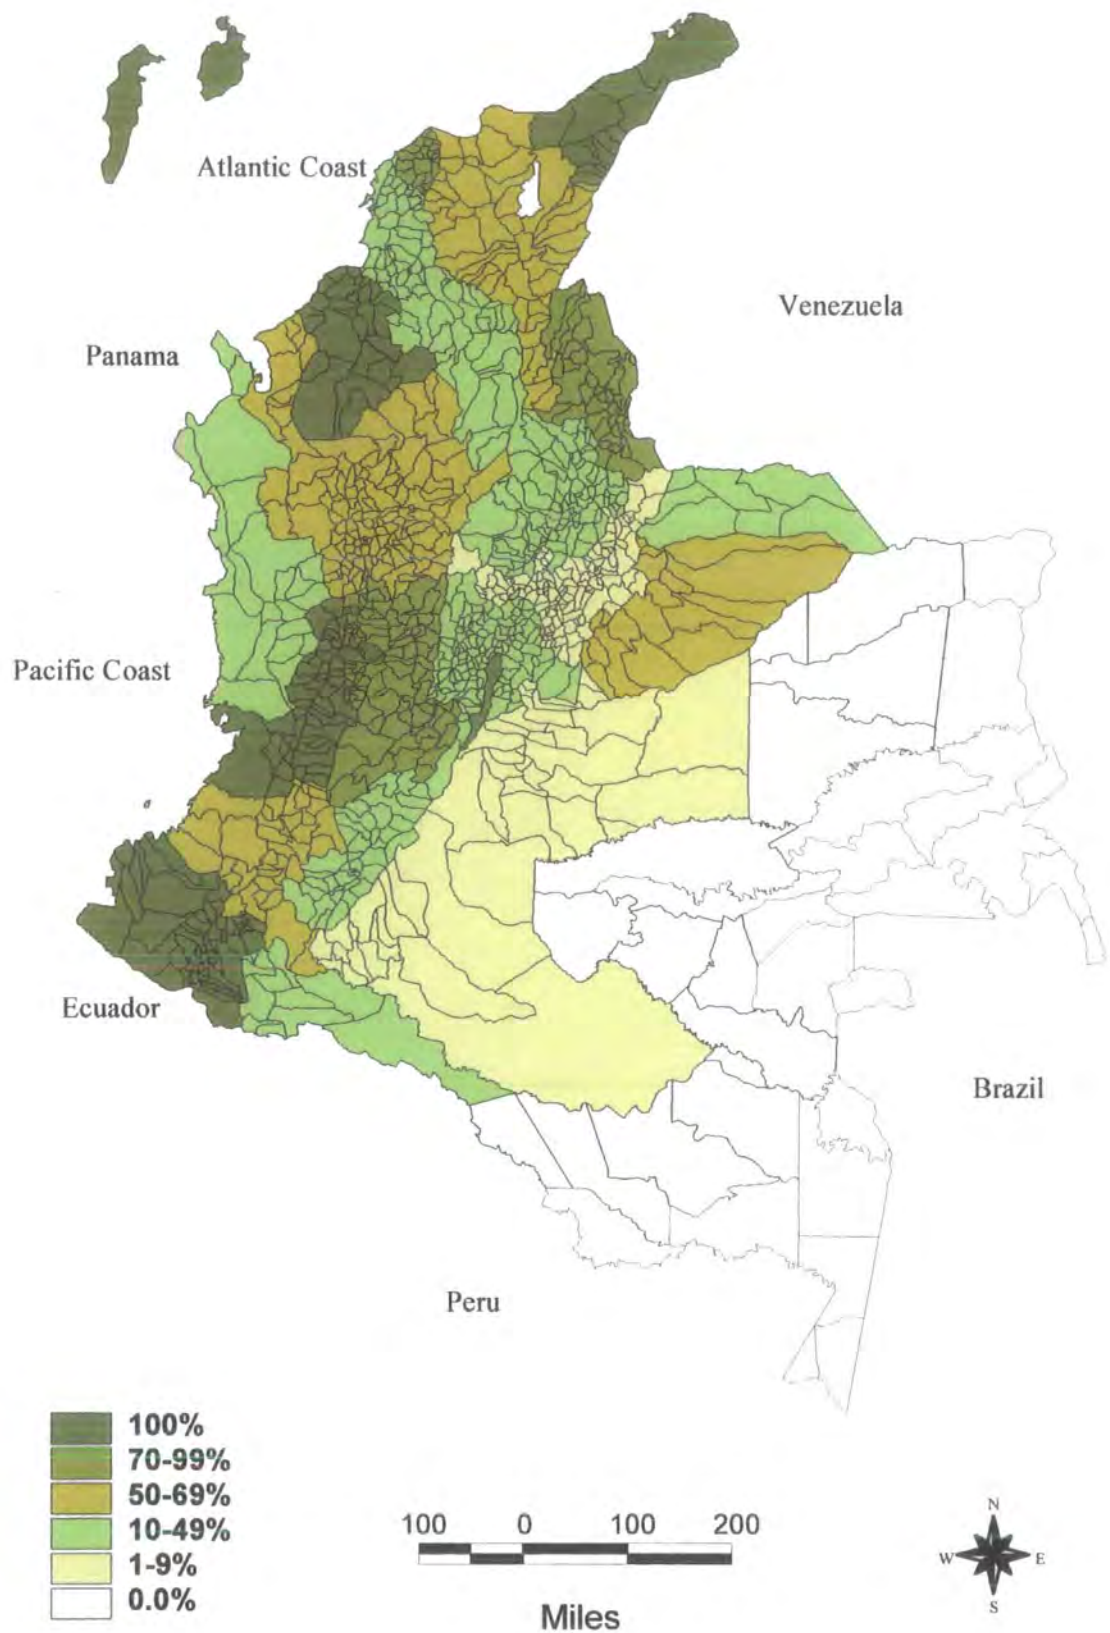 Atlantic Coast
Venezuela
Panama
Pacific Coast
Ecuador
Brazil
Peru
100%
70-99%
50-69%
10-49%
1-9%
0.0%
100 0 100 200
Miles
N
W E
S